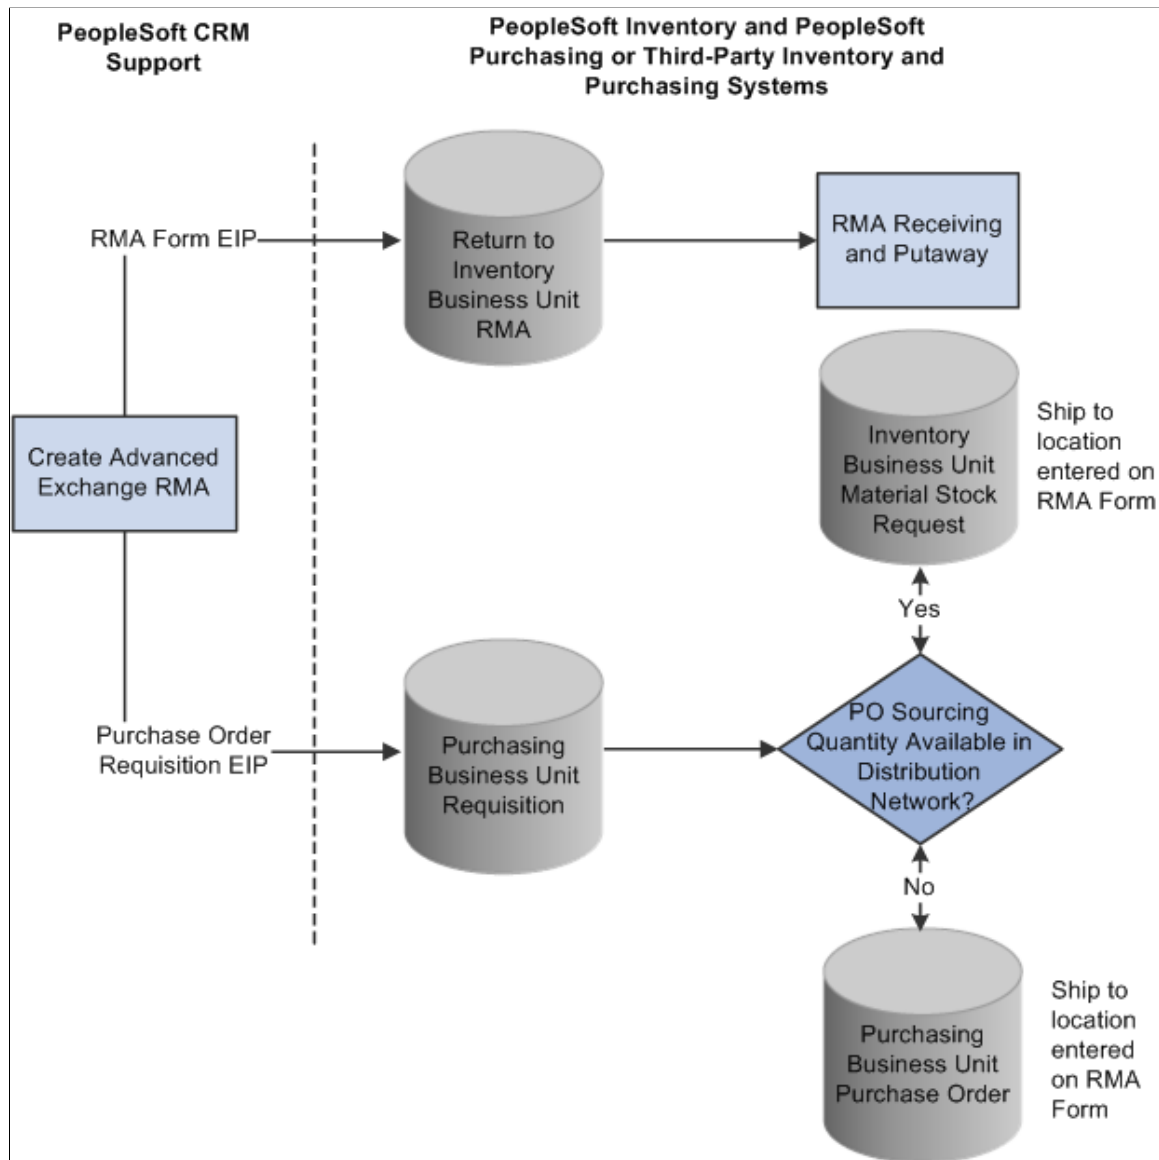 PeopleSoft CRM
Support
PeopleSoft Inventory and PeopleSoft
Purchasing or Third-Party Inventory and
Purchasing Systems
RMA Form EIP
Return to
Inventory
Business Unit
RMA
RMA Receiving
and Putaway
Create Advanced
Exchange RMA
Inventory
Business Unit
Material Stock
Request
Ship to
location
entered on
RMA Form
Yes
Purchase Order
Requisition EIP
Purchasing
Business Unit
Requisition
PO Sourcing
Quantity Available in
Distribution
Network?
No
Purchasing
Business Unit
Purchase Order
Ship to
location
entered
on RMA
Form